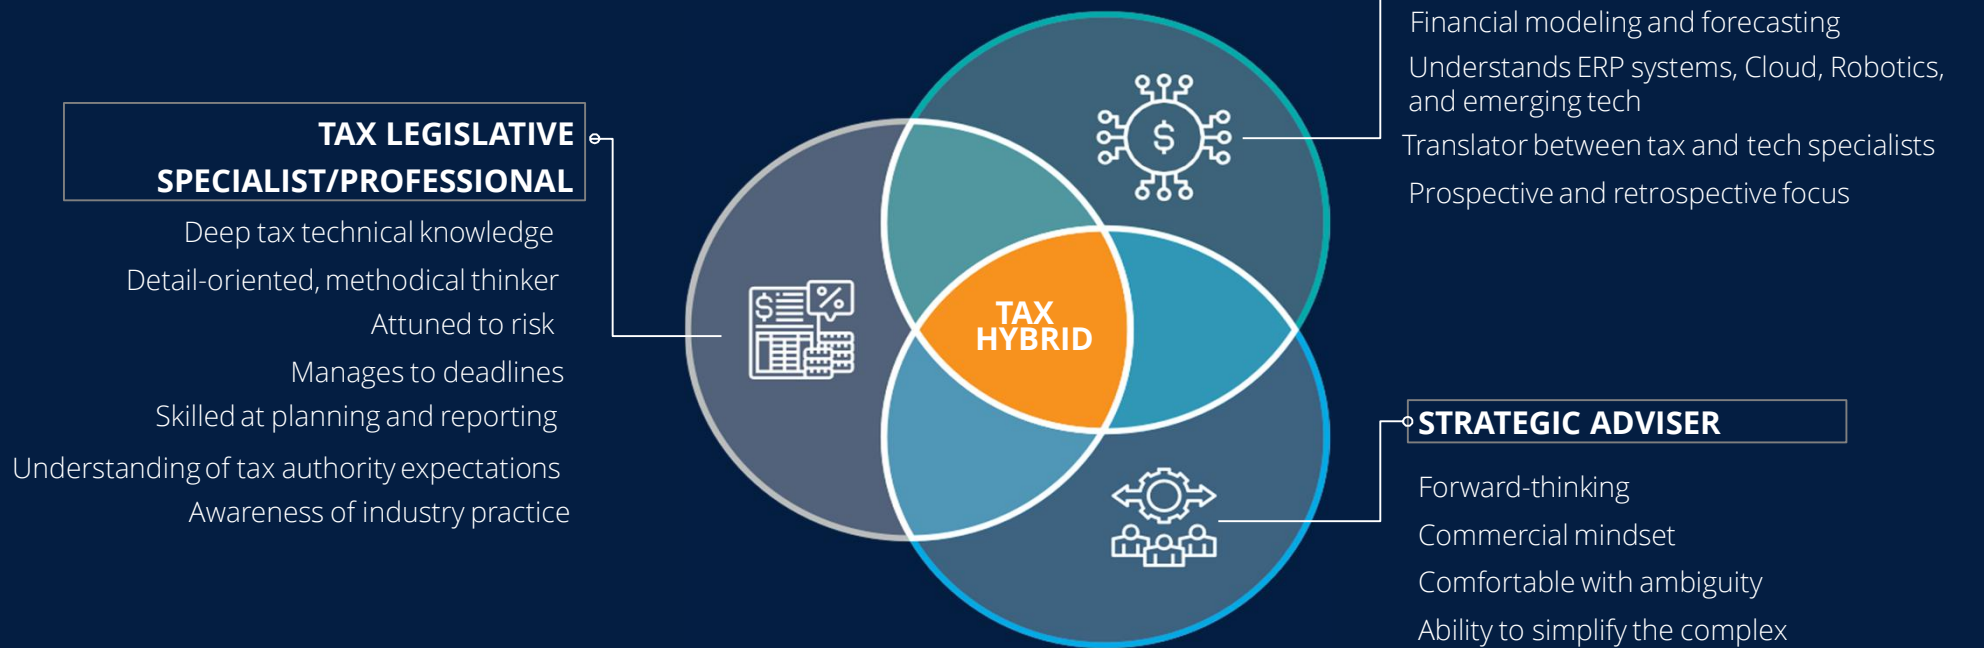 TAX LEGISLATIVE
SPECIALIST/PROFESSIONAL
Deep tax technical knowledge
Detail-oriented, methodical thinker
Attuned to risk
Manages to deadlines
Skilled at planning and reporting
Understanding of tax authority expectations
Awareness of industry practice
$
%
$
TAX
HYBRID
Financial modeling and forecasting
Understands ERP systems, Cloud, Robotics,
and emerging tech
Translator between tax and tech specialists
Prospective and retrospective focus
STRATEGIC ADVISER
Forward-thinking
Commercial mindset
Comfortable with ambiguity
Ability to simplify the complex